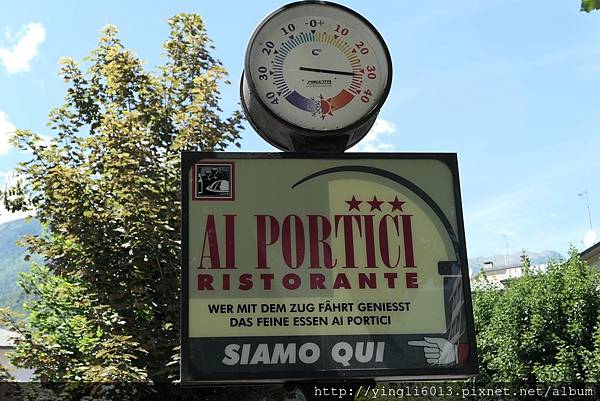 -0+
10 10
20 20
30 30
40 40
C°
AI PORTICI
RISTORANTE
WER MIT DEM ZUG FÄHRT GENIESST
DAS FEINE ESSEN AI PORTICI
SIAMO QUI
http://yingli6013.pixnet.net/album